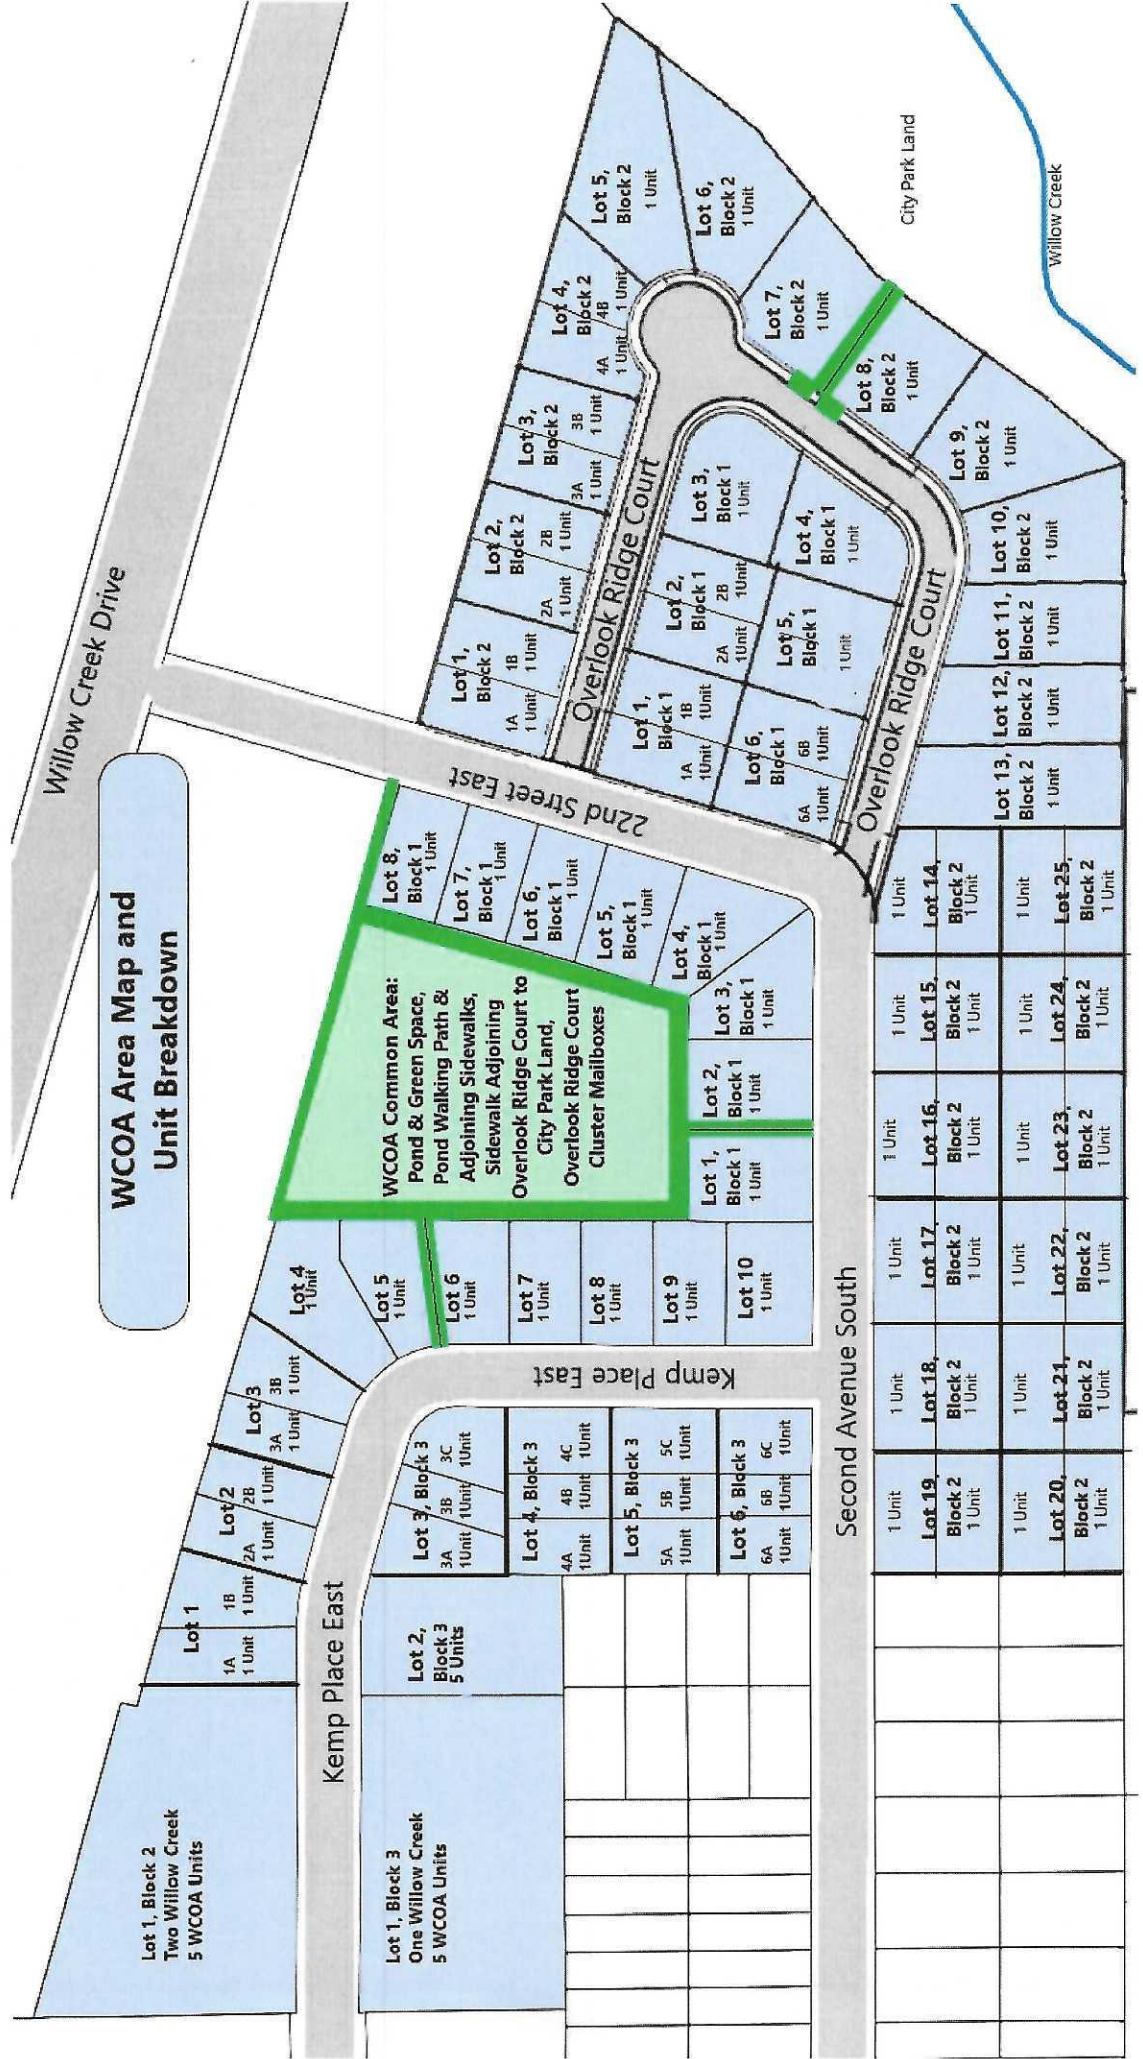 WCOA Area Map and
Unit Breakdown
Willow Creek Drive
22nd Street East
Overlook Ridge Court
Overlook Ridge Court
Kemp Place East
Kemp Place East
Second Avenue South
City Park Land
Willow Creek
WCOA Common Area:
Pond & Green Space,
Pond Walking Path &
Adjoining Sidewalks,
Sidewalk Adjoining
Overlook Ridge Court to
City Park Land,
Overlook Ridge Court
Cluster Mailboxes
Lot 1, Block 2
Two Willow Creek
5 WCOA Units
Lot 1, Block 3
One Willow Creek
5 WCOA Units
Lot 2,
Block 3
5 Units
Lot 1
1A
1 Unit
1B
1 Unit
Lot 2
2A
1 Unit
2B
1 Unit
Lot 3
3A
1 Unit
3B
1 Unit
Lot 4
1 Unit
Lot 5
1 Unit
Lot 6
1 Unit
Lot 7
1 Unit
Lot 8
1 Unit
Lot 9
1 Unit
Lot 10
1 Unit
Lot 3, Block 3
3A
1Unit
3B
1Unit
3C
1Unit
Lot 4, Block 3
4A
1Unit
4B
1Unit
4C
1Unit
Lot 5, Block 3
5A
1Unit
5B
1Unit
5C
1Unit
Lot 6, Block 3
6A
1Unit
6B
1Unit
6C
1Unit
Lot 1,
Block 1
1 Unit
Lot 2,
Block 1
1 Unit
Lot 3,
Block 1
1 Unit
Lot 4,
Block 1
1 Unit
Lot 5,
Block 1
1 Unit
Lot 6,
Block 1
1 Unit
Lot 7,
Block 1
1 Unit
Lot 8,
Block 1
1 Unit
Lot 1,
Block 2
1A
1 Unit
1B
1 Unit
Lot 2,
Block 2
2A
1 Unit
2B
1 Unit
Lot 3,
Block 2
3A
1 Unit
3B
1 Unit
Lot 4,
Block 2
4A
1 Unit
4B
1 Unit
Lot 5,
Block 2
1 Unit
Lot 6,
Block 2
1 Unit
Lot 7,
Block 2
1 Unit
Lot 8,
Block 2
1 Unit
Lot 9,
Block 2
1 Unit
Lot 10,
Block 2
1 Unit
Lot 11,
Block 2
1 Unit
Lot 12,
Block 2
1 Unit
Lot 13,
Block 2
1 Unit
Lot 1,
Block 1
1A
1Unit
1B
1Unit
Lot 2,
Block 1
2A
1Unit
2B
1Unit
Lot 3,
Block 1
1 Unit
Lot 4,
Block 1
1 Unit
Lot 5,
Block 1
1 Unit
Lot 6,
Block 1
6A
1Unit
6B
1Unit
1 Unit
Lot 19
Block 2
1 Unit
1 Unit
Lot 18,
Block 2
1 Unit
1 Unit
Lot 17,
Block 2
1 Unit
1 Unit
Lot 16,
Block 2
1 Unit
1 Unit
Lot 15,
Block 2
1 Unit
1 Unit
Lot 14,
Block 2
1 Unit
1 Unit
Lot 20,
Block 2
1 Unit
1 Unit
Lot 21,
Block 2
1 Unit
1 Unit
Lot 22,
Block 2
1 Unit
1 Unit
Lot 23,
Block 2
1 Unit
1 Unit
Lot 24,
Block 2
1 Unit
1 Unit
Lot 25,
Block 2
1 Unit